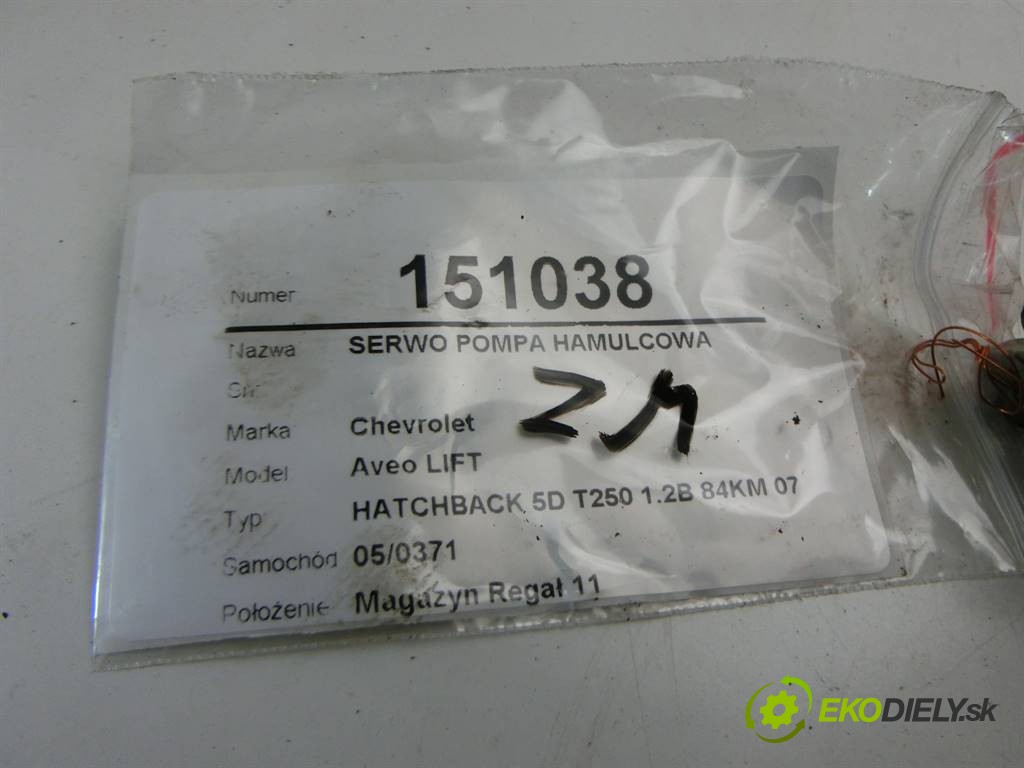 Numer 151038
Nazwa SERWO POMPA HAMULCOWA
Marka Chevrolet
Model Aveo LIFT
Typ HATCHBACK 5D T250 1.2B 84KM 07
Samochód 05/0371
Położenie Magazyn Regał 11
EKODIELY.sk